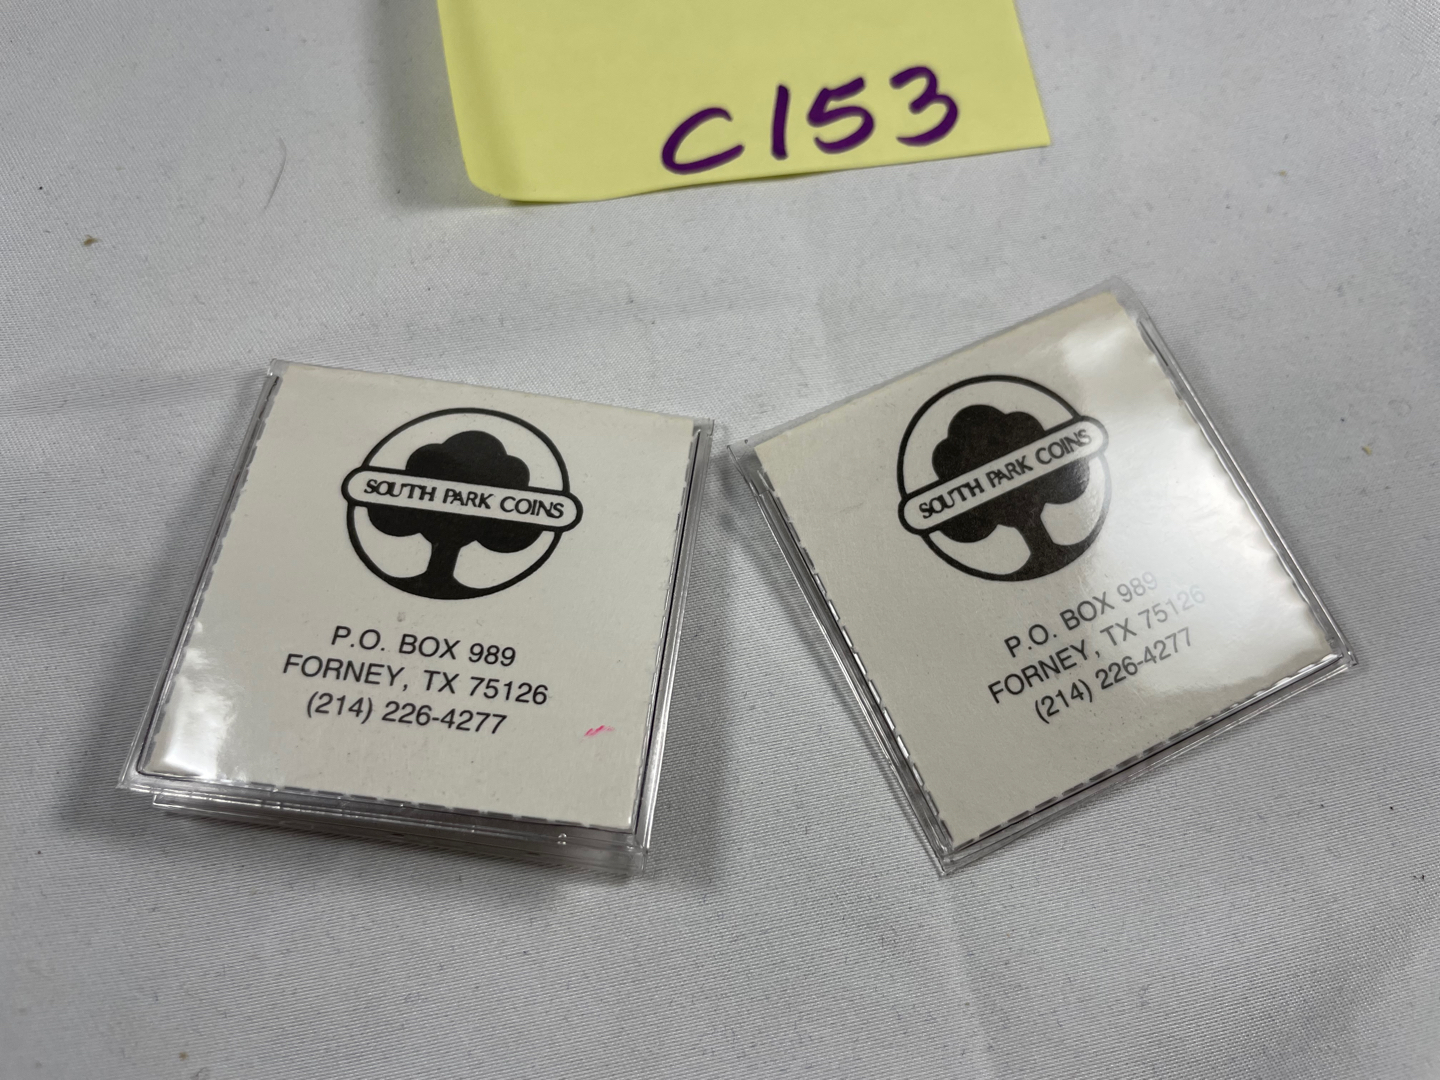 C153
SOUTH PARK COINS
P.O. BOX 989
FORNEY, TX 75126
(214) 226-4277
SOUTH PARK COINS
P.O. BOX 989
FORNEY, TX 75126
(214) 226-4277